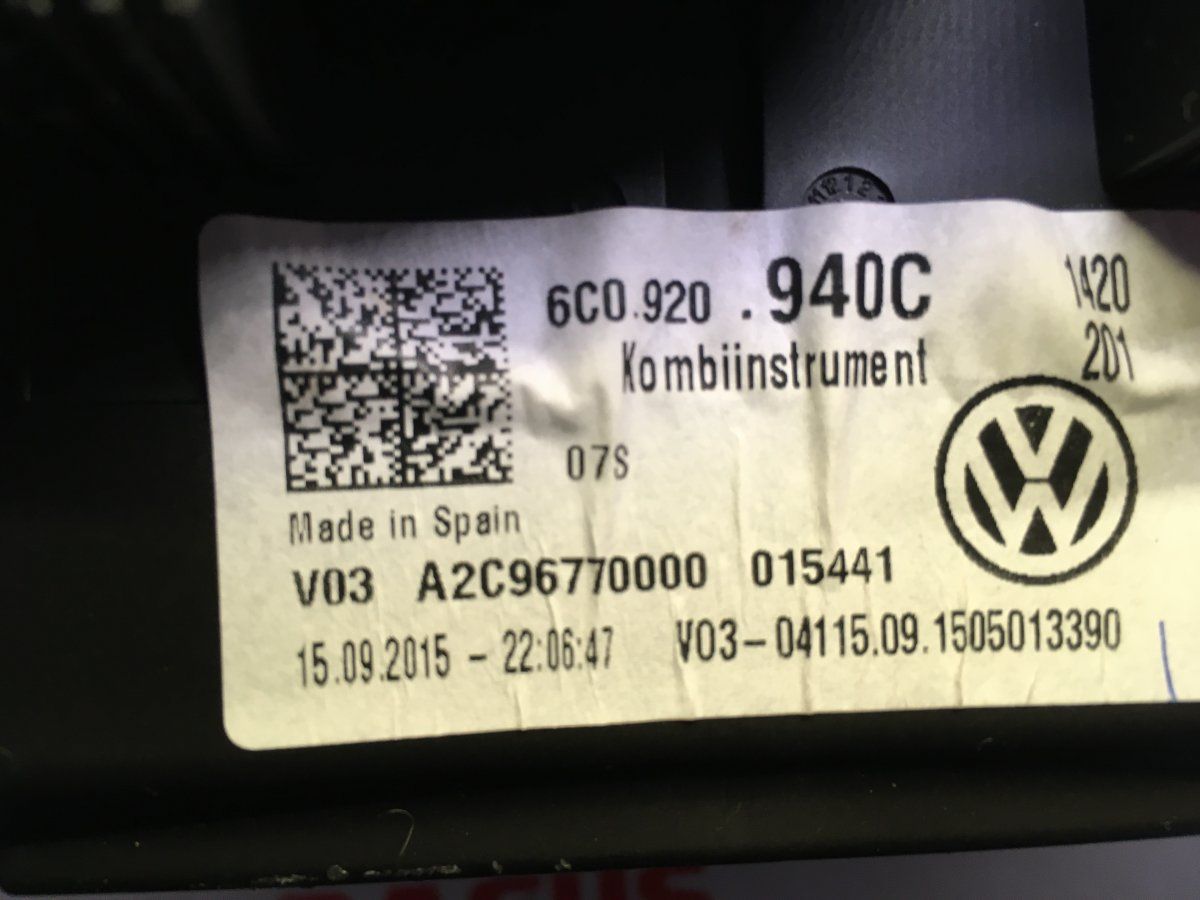 6C0.920 .940C 1420
Kombiinstrument 201
07S
Made in Spain
V03 A2C96770000 015441
15.09.2015 - 22:06:47 V03-04115.09.1505013390